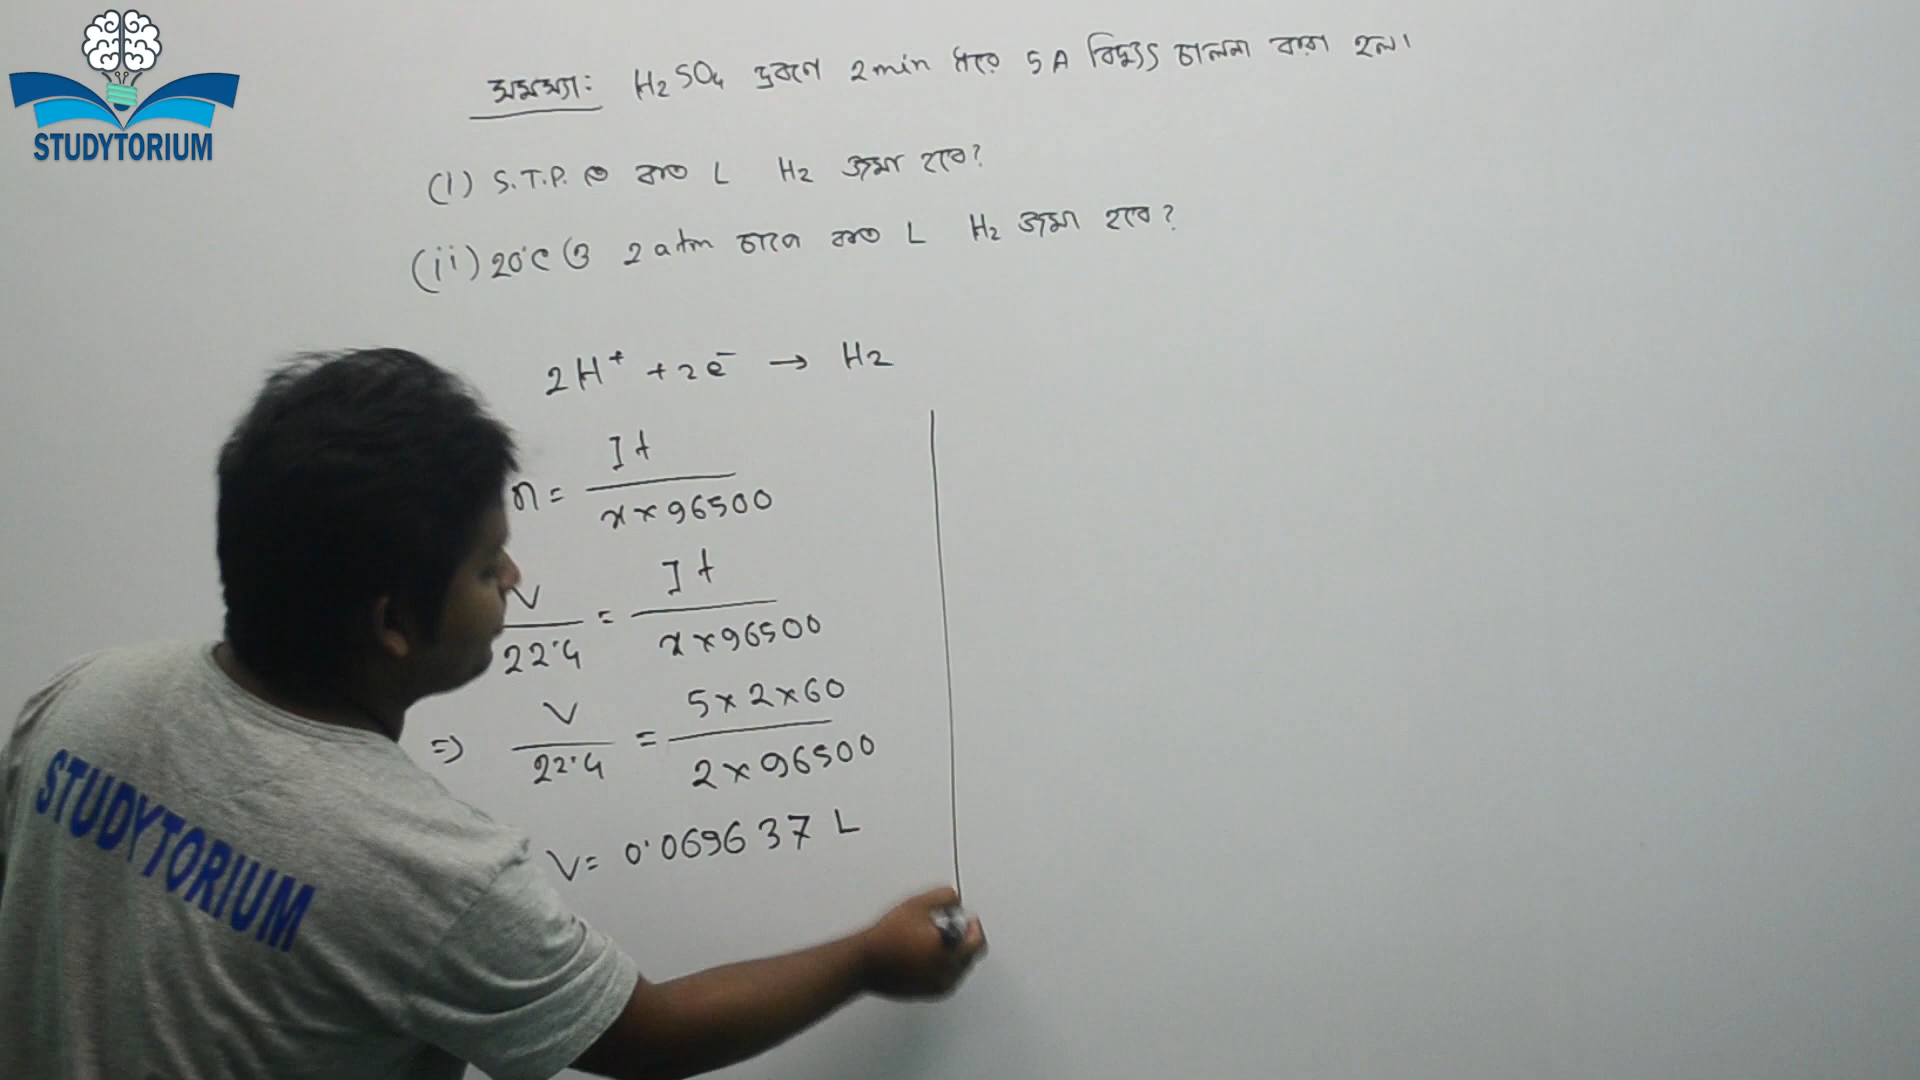 STUDYTORIUM
সমস্যা: H₂SO₄ দ্রবণে 2 min ধরে 5 A বিদ্যুৎ চালনা করা হল।
(i) S.T.P. তে কত L H₂ জমা হবে?
(ii) 20°C ও 2 atm চাপে কত L H₂ জমা হবে?
2H⁺ + 2e⁻ → H₂
n = It / x × 96500
V / 22.4 = It / x × 96500
⇒ V / 22.4 = 5 × 2 × 60 / 2 × 96500
V = 0.069637 L
STUDYTORIUM